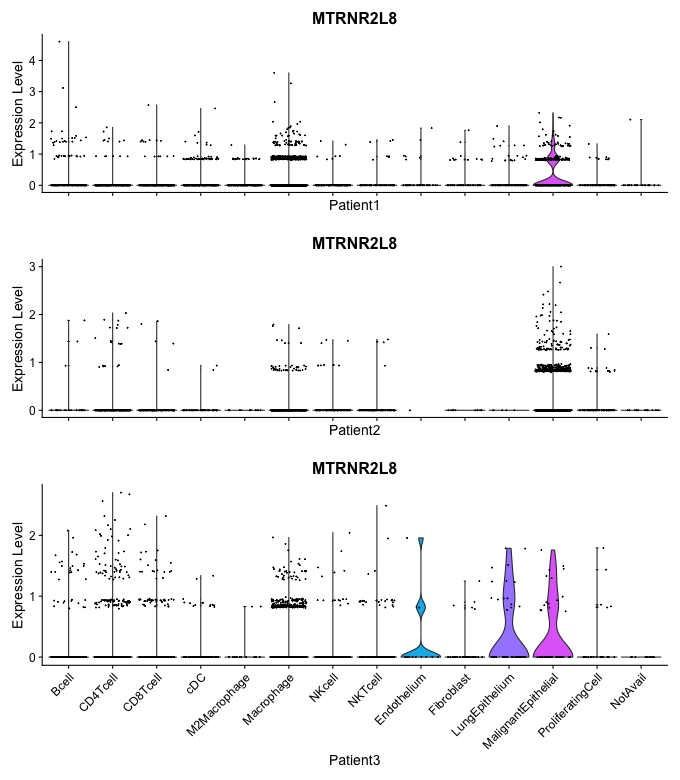 MTRNR2L8
Expression Level
4
3
2
1
0
Patient1
MTRNR2L8
Expression Level
3
2
1
0
Patient2
MTRNR2L8
Expression Level
2
1
0
Bcell
CD4Tcell
CD8Tcell
cDC
M2Macrophage
Macrophage
NKcell
NKTcell
Endothelium
Fibroblast
LungEpithelium
MalignantEpithelial
ProliferatingCell
NotAvail
Patient3